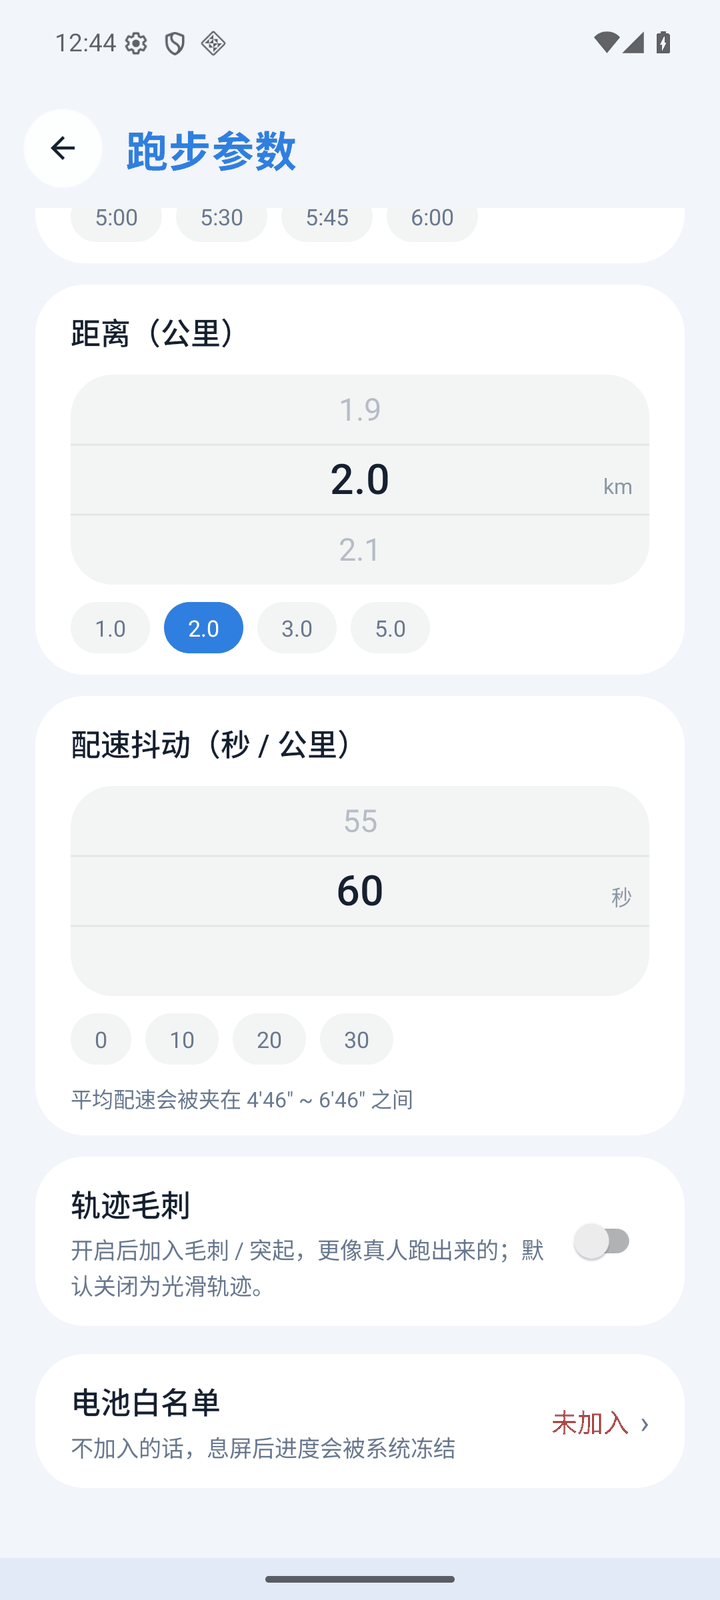 12:44
跑步参数
5:00 5:30 5:45 6:00
距离（公里）
1.9
2.0 km
2.1
1.0 2.0 3.0 5.0
配速抖动（秒 / 公里）
55
60 秒
0 10 20 30
平均配速会被夹在 4'46" ~ 6'46" 之间
轨迹毛刺
开启后加入毛刺 / 突起，更像真人跑出来的；默
认关闭为光滑轨迹。
电池白名单
未加入 ›
不加入的话，息屏后进度会被系统冻结